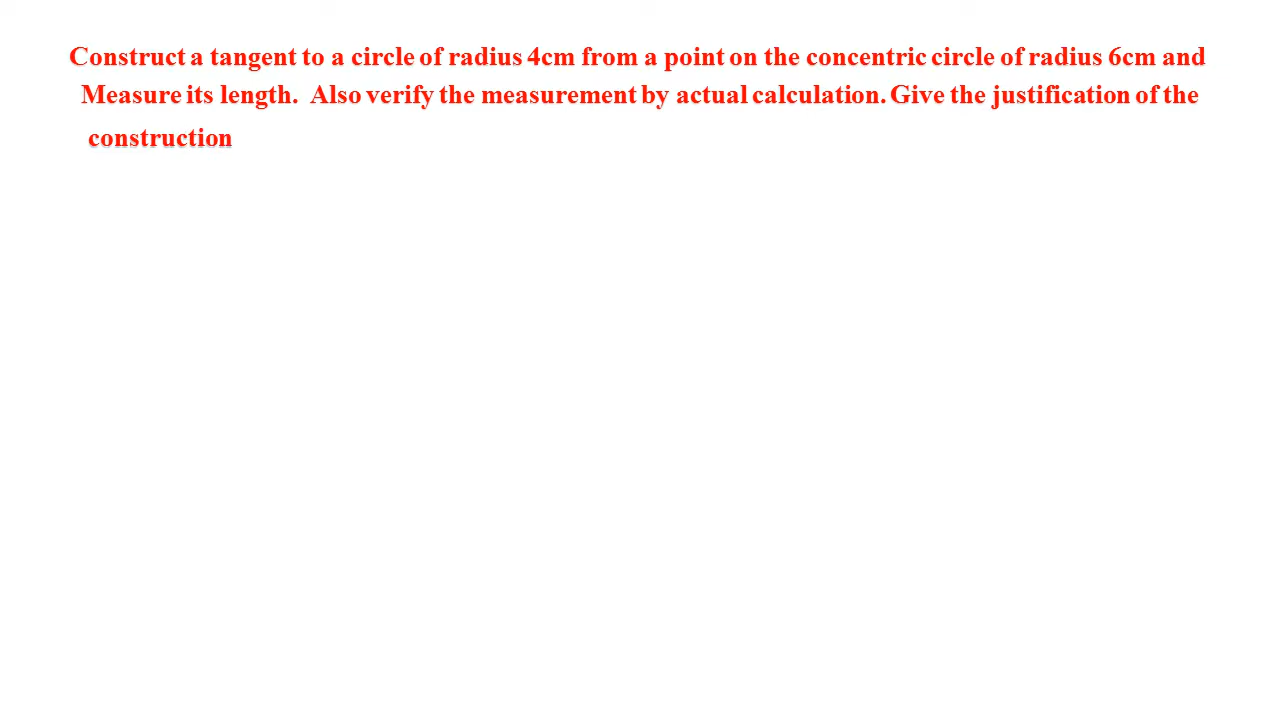 Construct a tangent to a circle of radius 4cm from a point on the concentric circle of radius 6cm and
Measure its length. Also verify the measurement by actual calculation. Give the justification of the
construction